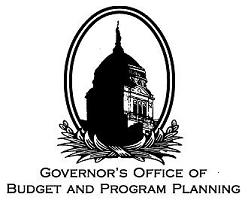 GOVERNOR'S OFFICE OF
BUDGET AND PROGRAM PLANNING